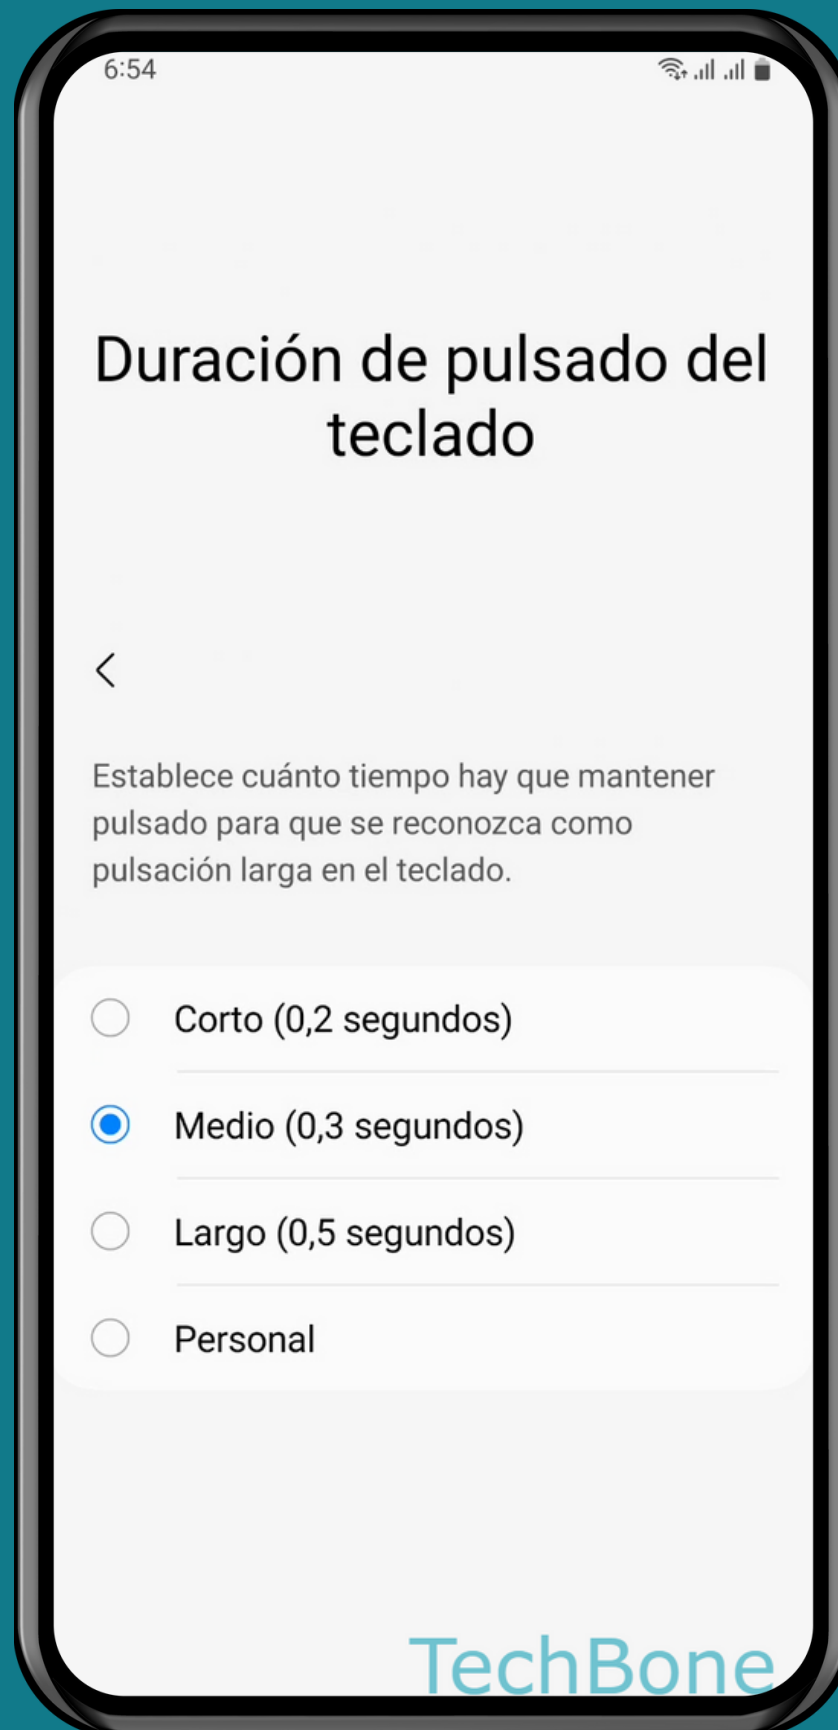 6:54
Duración de pulsado del
teclado
Establece cuánto tiempo hay que mantener
pulsado para que se reconozca como
pulsación larga en el teclado.
Corto (0,2 segundos)
Medio (0,3 segundos)
Largo (0,5 segundos)
Personal
TechBone